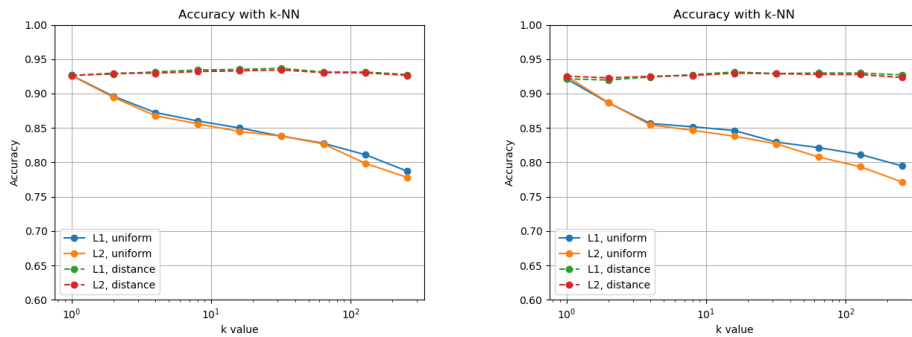 Accuracy with k-NN
1.00
0.95
0.90
0.85
0.80
0.75
0.70
0.65
0.60
Accuracy
L1, uniform
L2, uniform
L1, distance
L2, distance
10⁰
10¹
10²
k value
Accuracy with k-NN
1.00
0.95
0.90
0.85
0.80
0.75
0.70
0.65
0.60
Accuracy
L1, uniform
L2, uniform
L1, distance
L2, distance
10⁰
10¹
10²
k value